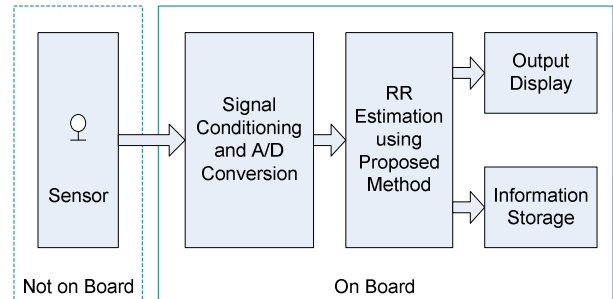 Sensor
Not on Board
Signal
Conditioning
and A/D
Conversion
RR
Estimation
using
Proposed
Method
Output
Display
Information
Storage
On Board